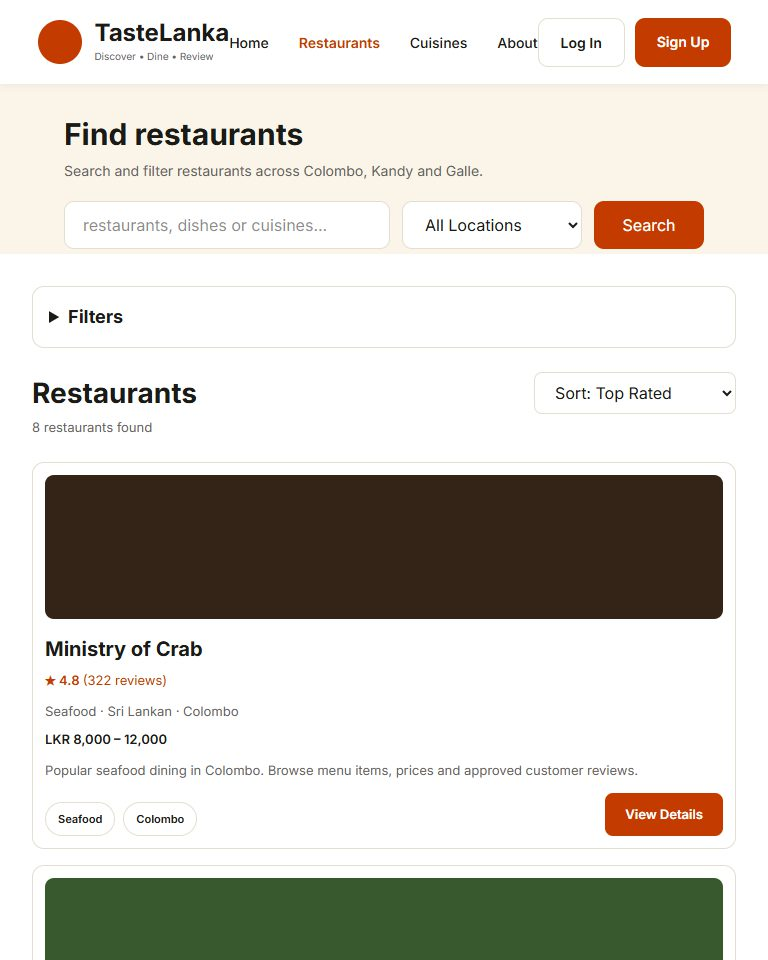 TasteLanka
Discover • Dine • Review
Home Restaurants Cuisines About Log In Sign Up
Find restaurants
Search and filter restaurants across Colombo, Kandy and Galle.
restaurants, dishes or cuisines... All Locations Search
Filters
Restaurants
Sort: Top Rated
8 restaurants found
Ministry of Crab
★ 4.8 (322 reviews)
Seafood · Sri Lankan · Colombo
LKR 8,000 – 12,000
Popular seafood dining in Colombo. Browse menu items, prices and approved customer reviews.
Seafood Colombo View Details